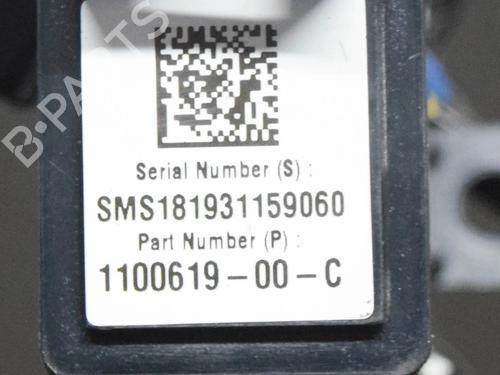 B-PARTS
Serial Number (S) :
SMS181931159060
Part Number (P) :
1100619-00-C